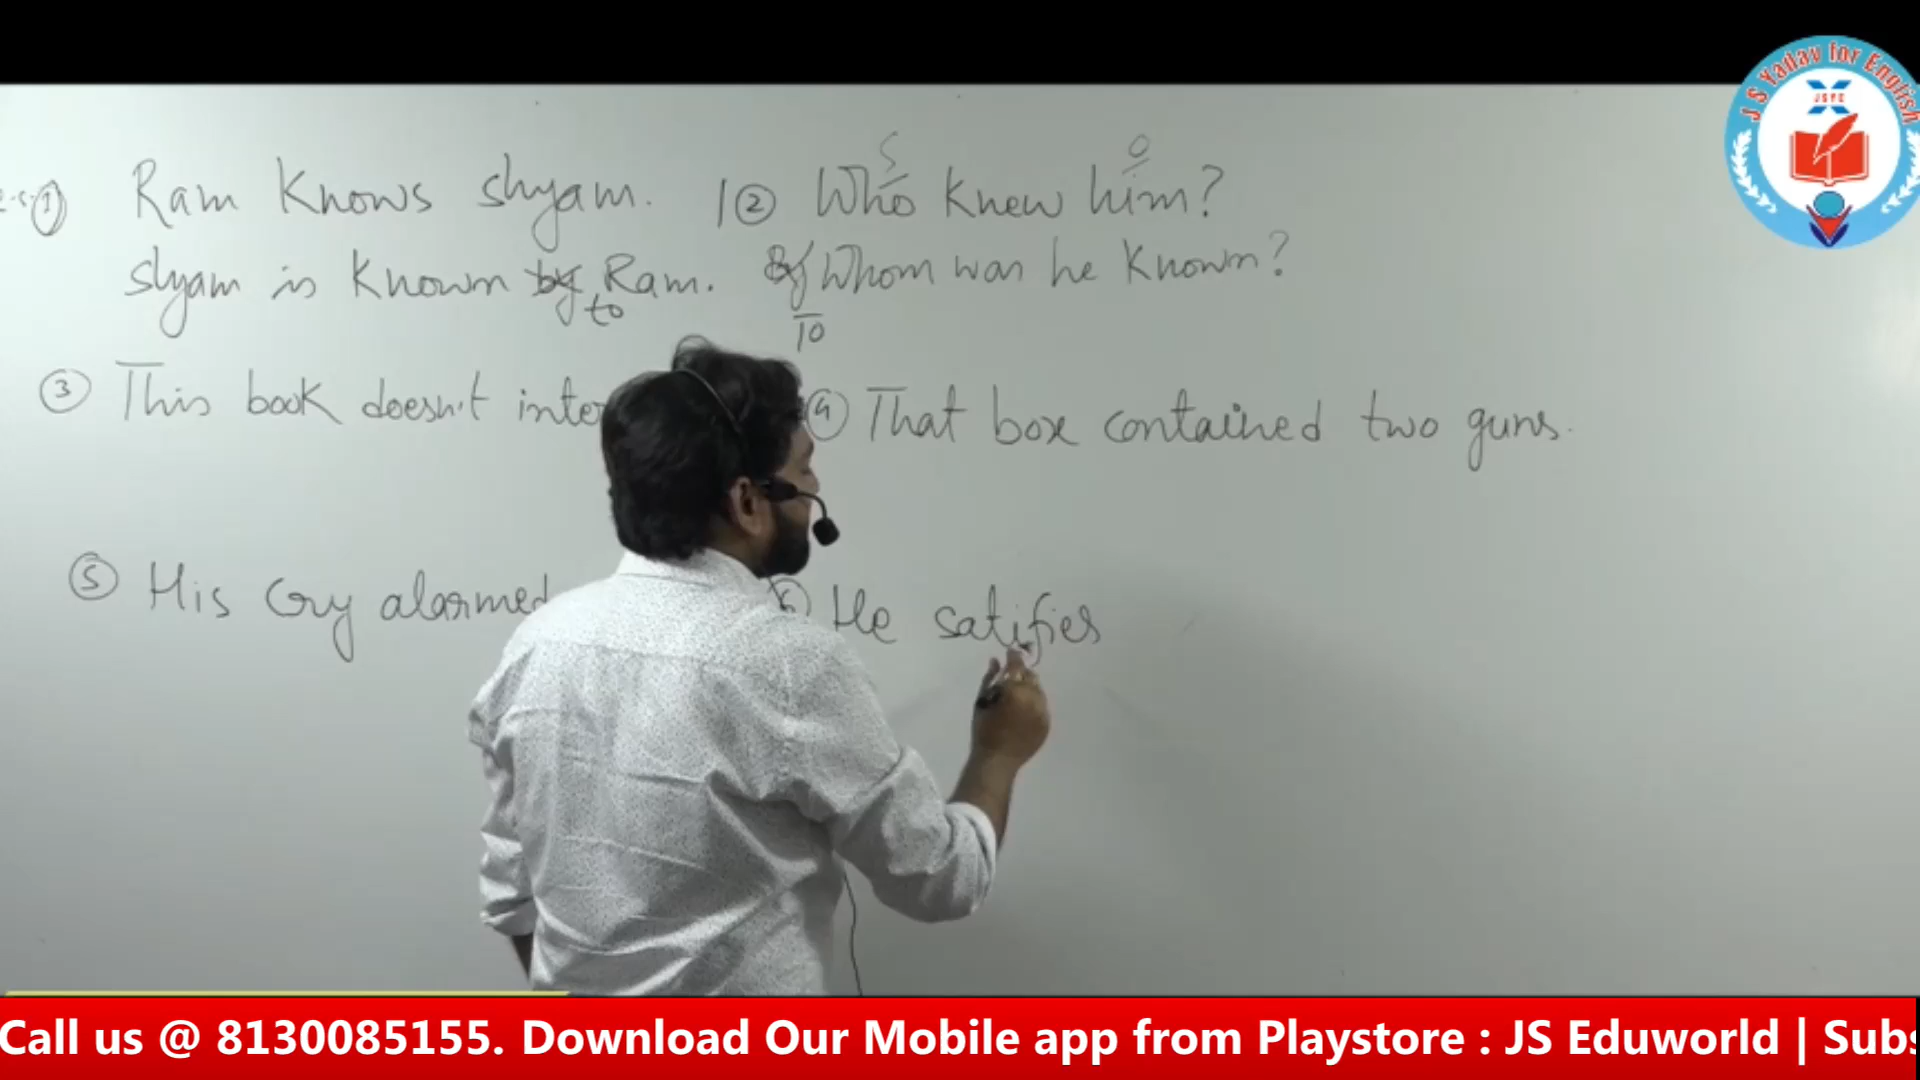 ① Ram Knows shyam.
shyam is known by Ram.
to
S O
② Who knew him?
By Whom was he known?
To
③ This book doesn't inte
④ That box contained two guns.
⑤ His Cry alarmed
⑥ He satifies
J S Yadav for English
JSYE
Call us @ 8130085155. Download Our Mobile app from Playstore : JS Eduworld | Subs